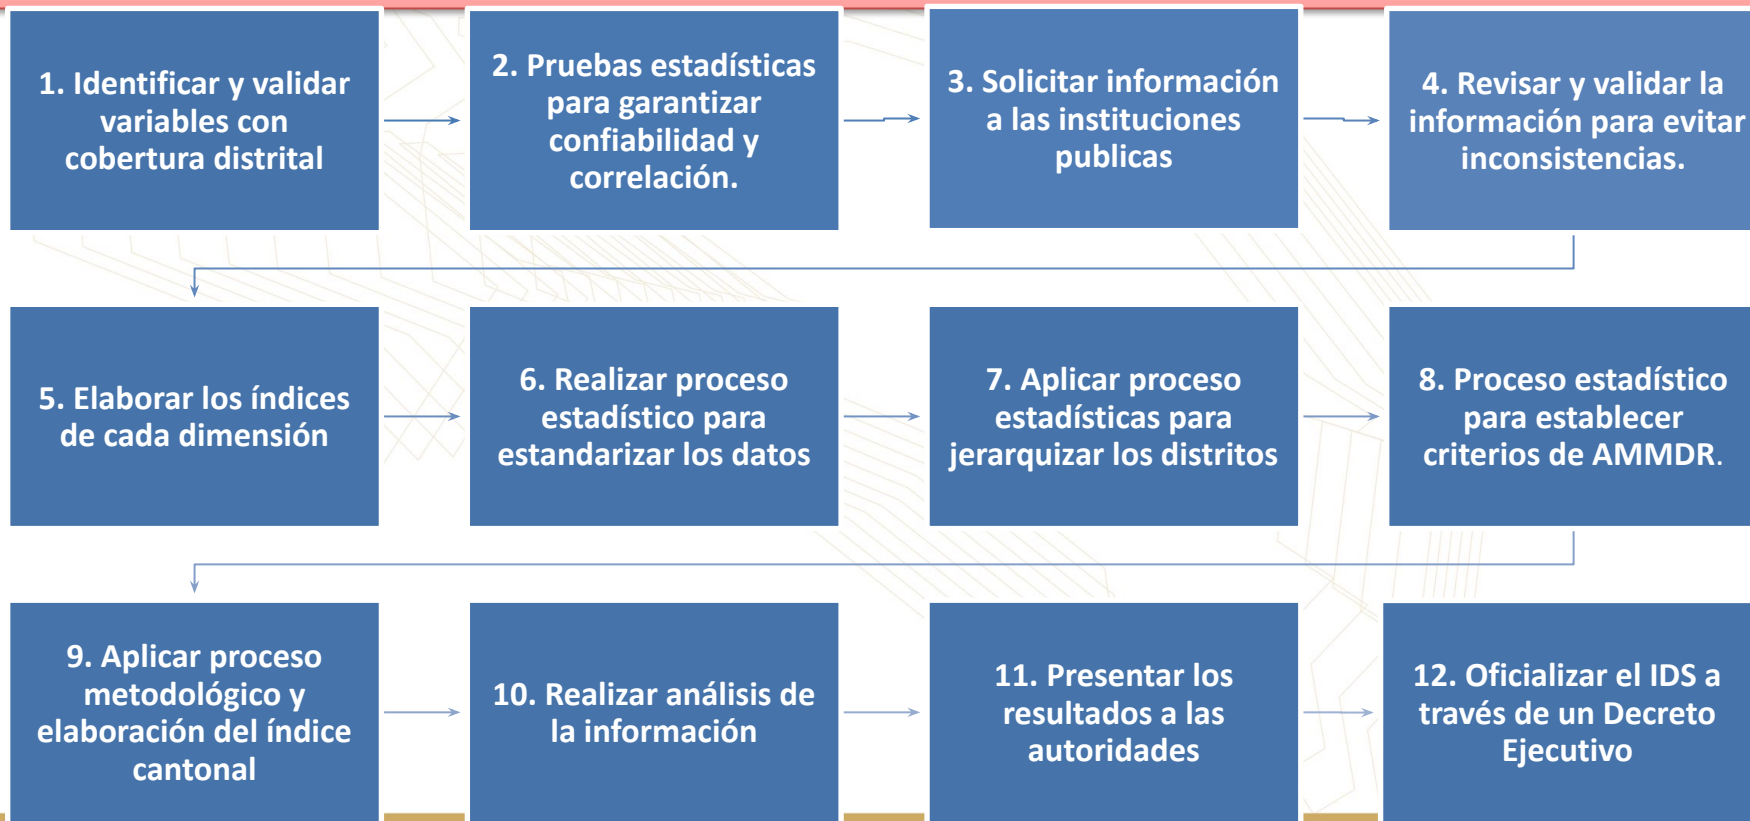 1. Identificar y validar
variables con
cobertura distrital
2. Pruebas estadísticas
para garantizar
confiabilidad y
correlación.
3. Solicitar información
a las instituciones
publicas
4. Revisar y validar la
información para evitar
inconsistencias.
5. Elaborar los índices
de cada dimensión
6. Realizar proceso
estadístico para
estandarizar los datos
7. Aplicar proceso
estadísticas para
jerarquizar los distritos
8. Proceso estadístico
para establecer
criterios de AMMDR.
9. Aplicar proceso
metodológico y
elaboración del índice
cantonal
10. Realizar análisis de
la información
11. Presentar los
resultados a las
autoridades
12. Oficializar el IDS a
través de un Decreto
Ejecutivo